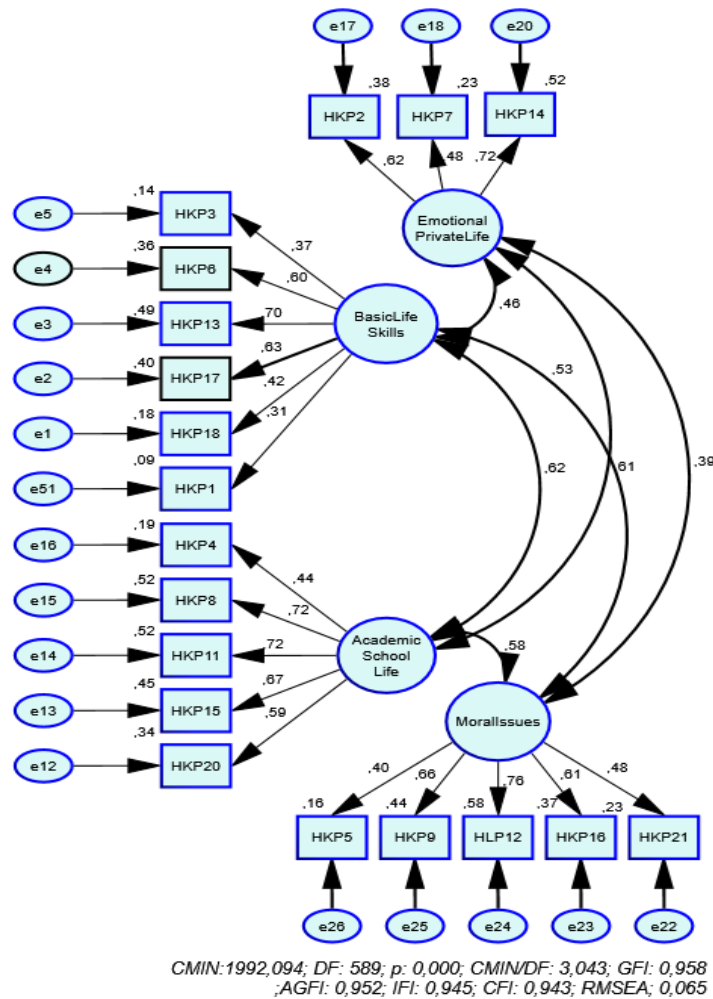 e17
e18
e20
,38
,23
,52
HKP2
HKP7
HKP14
,62
,48
,72
Emotional
PrivateLife
e5
,14
HKP3
,37
e4
,36
HKP6
,60
e3
,49
HKP13
,70
BasicLife
Skills
,46
e2
,40
HKP17
,63
,53
e1
,18
HKP18
,42
e51
,09
HKP1
,31
,62
,61
,39
e16
,19
HKP4
,44
e15
,52
HKP8
,72
e14
,52
HKP11
,72
Academic
School
Life
,58
e13
,45
HKP15
,67
e12
,34
HKP20
,59
MoralIssues
,40
,66
,76
,61
,48
,16
,44
,58
,37
,23
HKP5
HKP9
HLP12
HKP16
HKP21
e26
e25
e24
e23
e22
CMIN:1992,094; DF: 589; p: 0,000; CMIN/DF: 3,043; GFI: 0,958
;AGFI: 0,952; IFI: 0,945; CFI: 0,943; RMSEA: 0,065